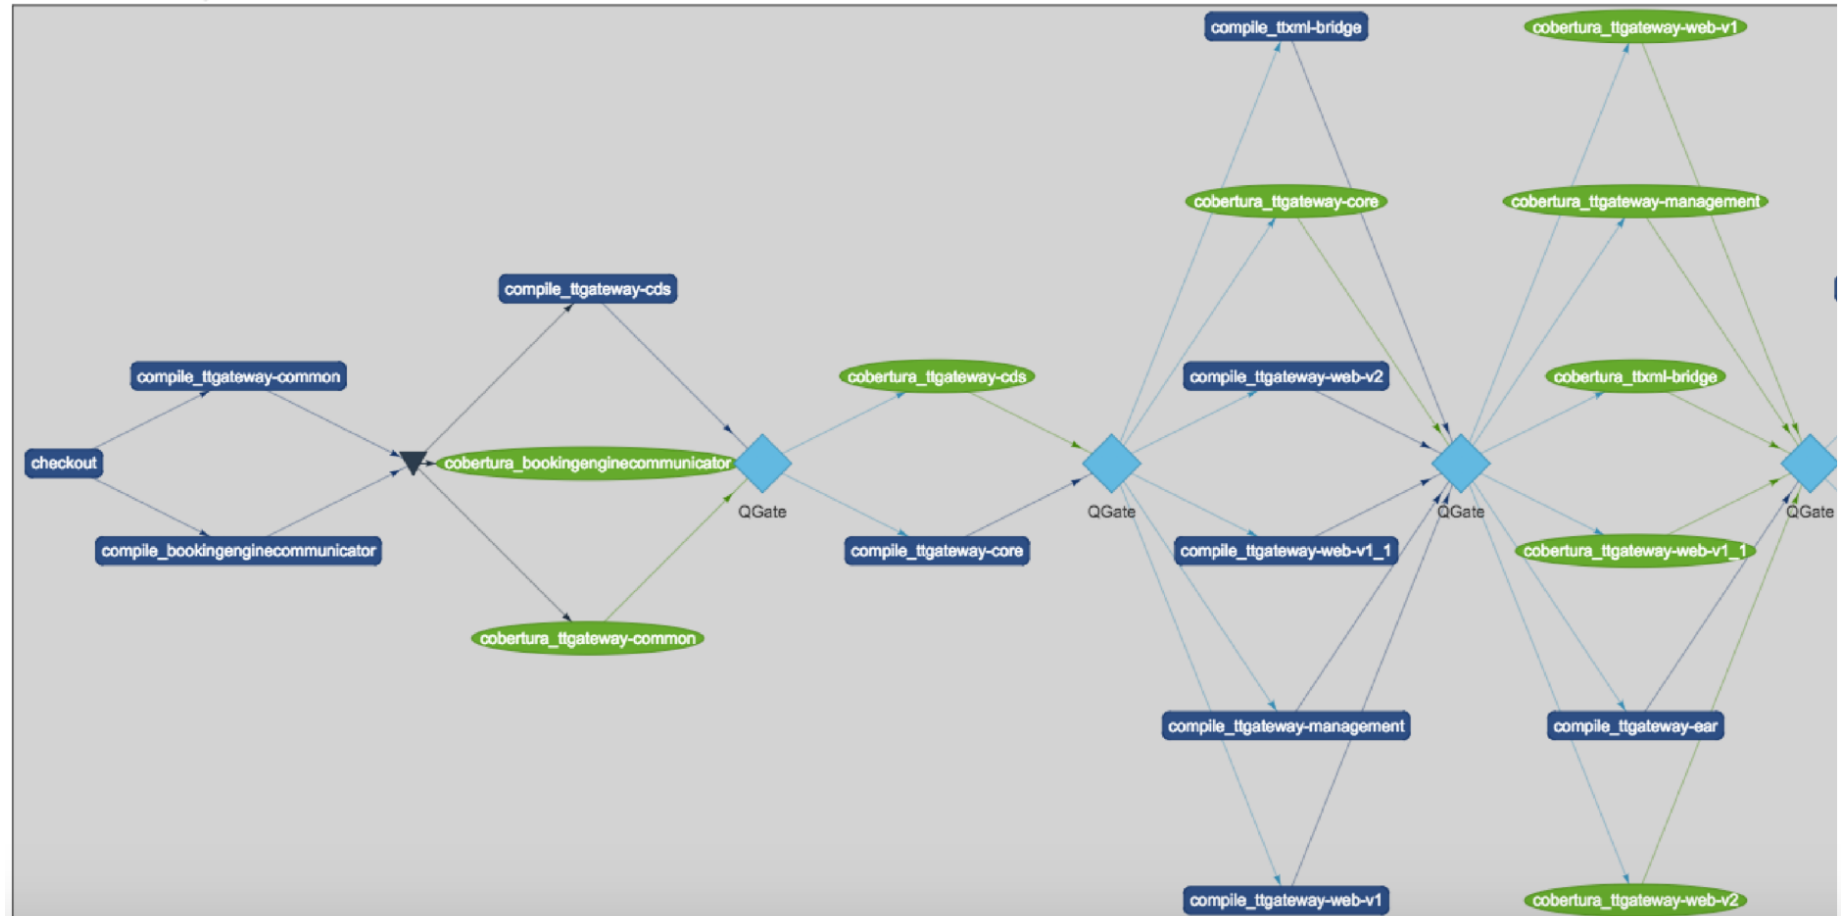 compile_ttxml-bridge
cobertura_ttgateway-web-v1
cobertura_ttgateway-core
cobertura_ttgateway-management
compile_ttgateway-cds
compile_ttgateway-common
cobertura_ttgateway-cds
compile_ttgateway-web-v2
cobertura_ttxml-bridge
checkout
cobertura_bookingenginecommunicator
QGate
QGate
QGate
QGate
compile_bookingenginecommunicator
compile_ttgateway-core
compile_ttgateway-web-v1_1
cobertura_ttgateway-web-v1_1
cobertura_ttgateway-common
compile_ttgateway-management
compile_ttgateway-ear
compile_ttgateway-web-v1
cobertura_ttgateway-web-v2